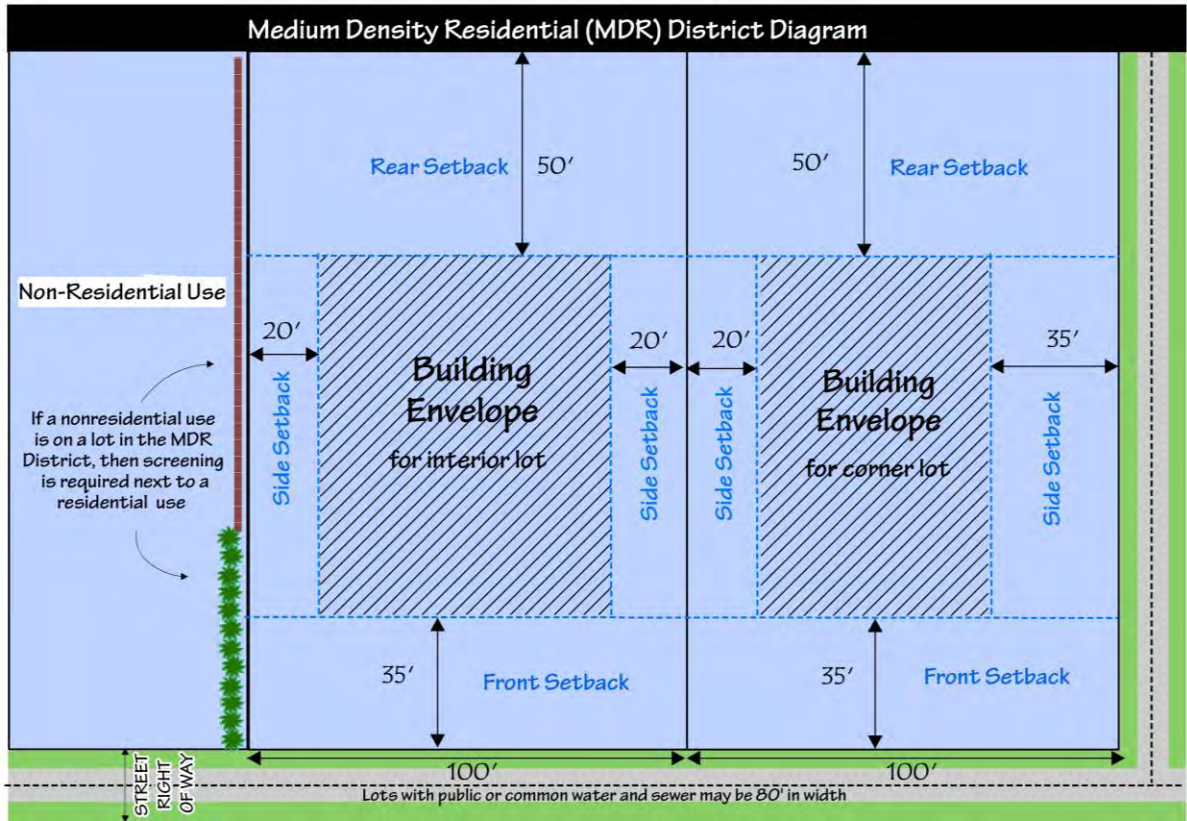 Medium Density Residential (MDR) District Diagram
Rear Setback
50'
50'
Rear Setback
Non-Residential Use
20'
20'
20'
35'
Building
Envelope
for interior lot
Building
Envelope
for corner lot
Side Setback
Side Setback
Side Setback
Side Setback
If a nonresidential use
is on a lot in the MDR
District, then screening
is required next to a
residential use
35'
Front Setback
35'
Front Setback
STREET
RIGHT
OF WAY
100'
100'
Lots with public or common water and sewer may be 80' in width